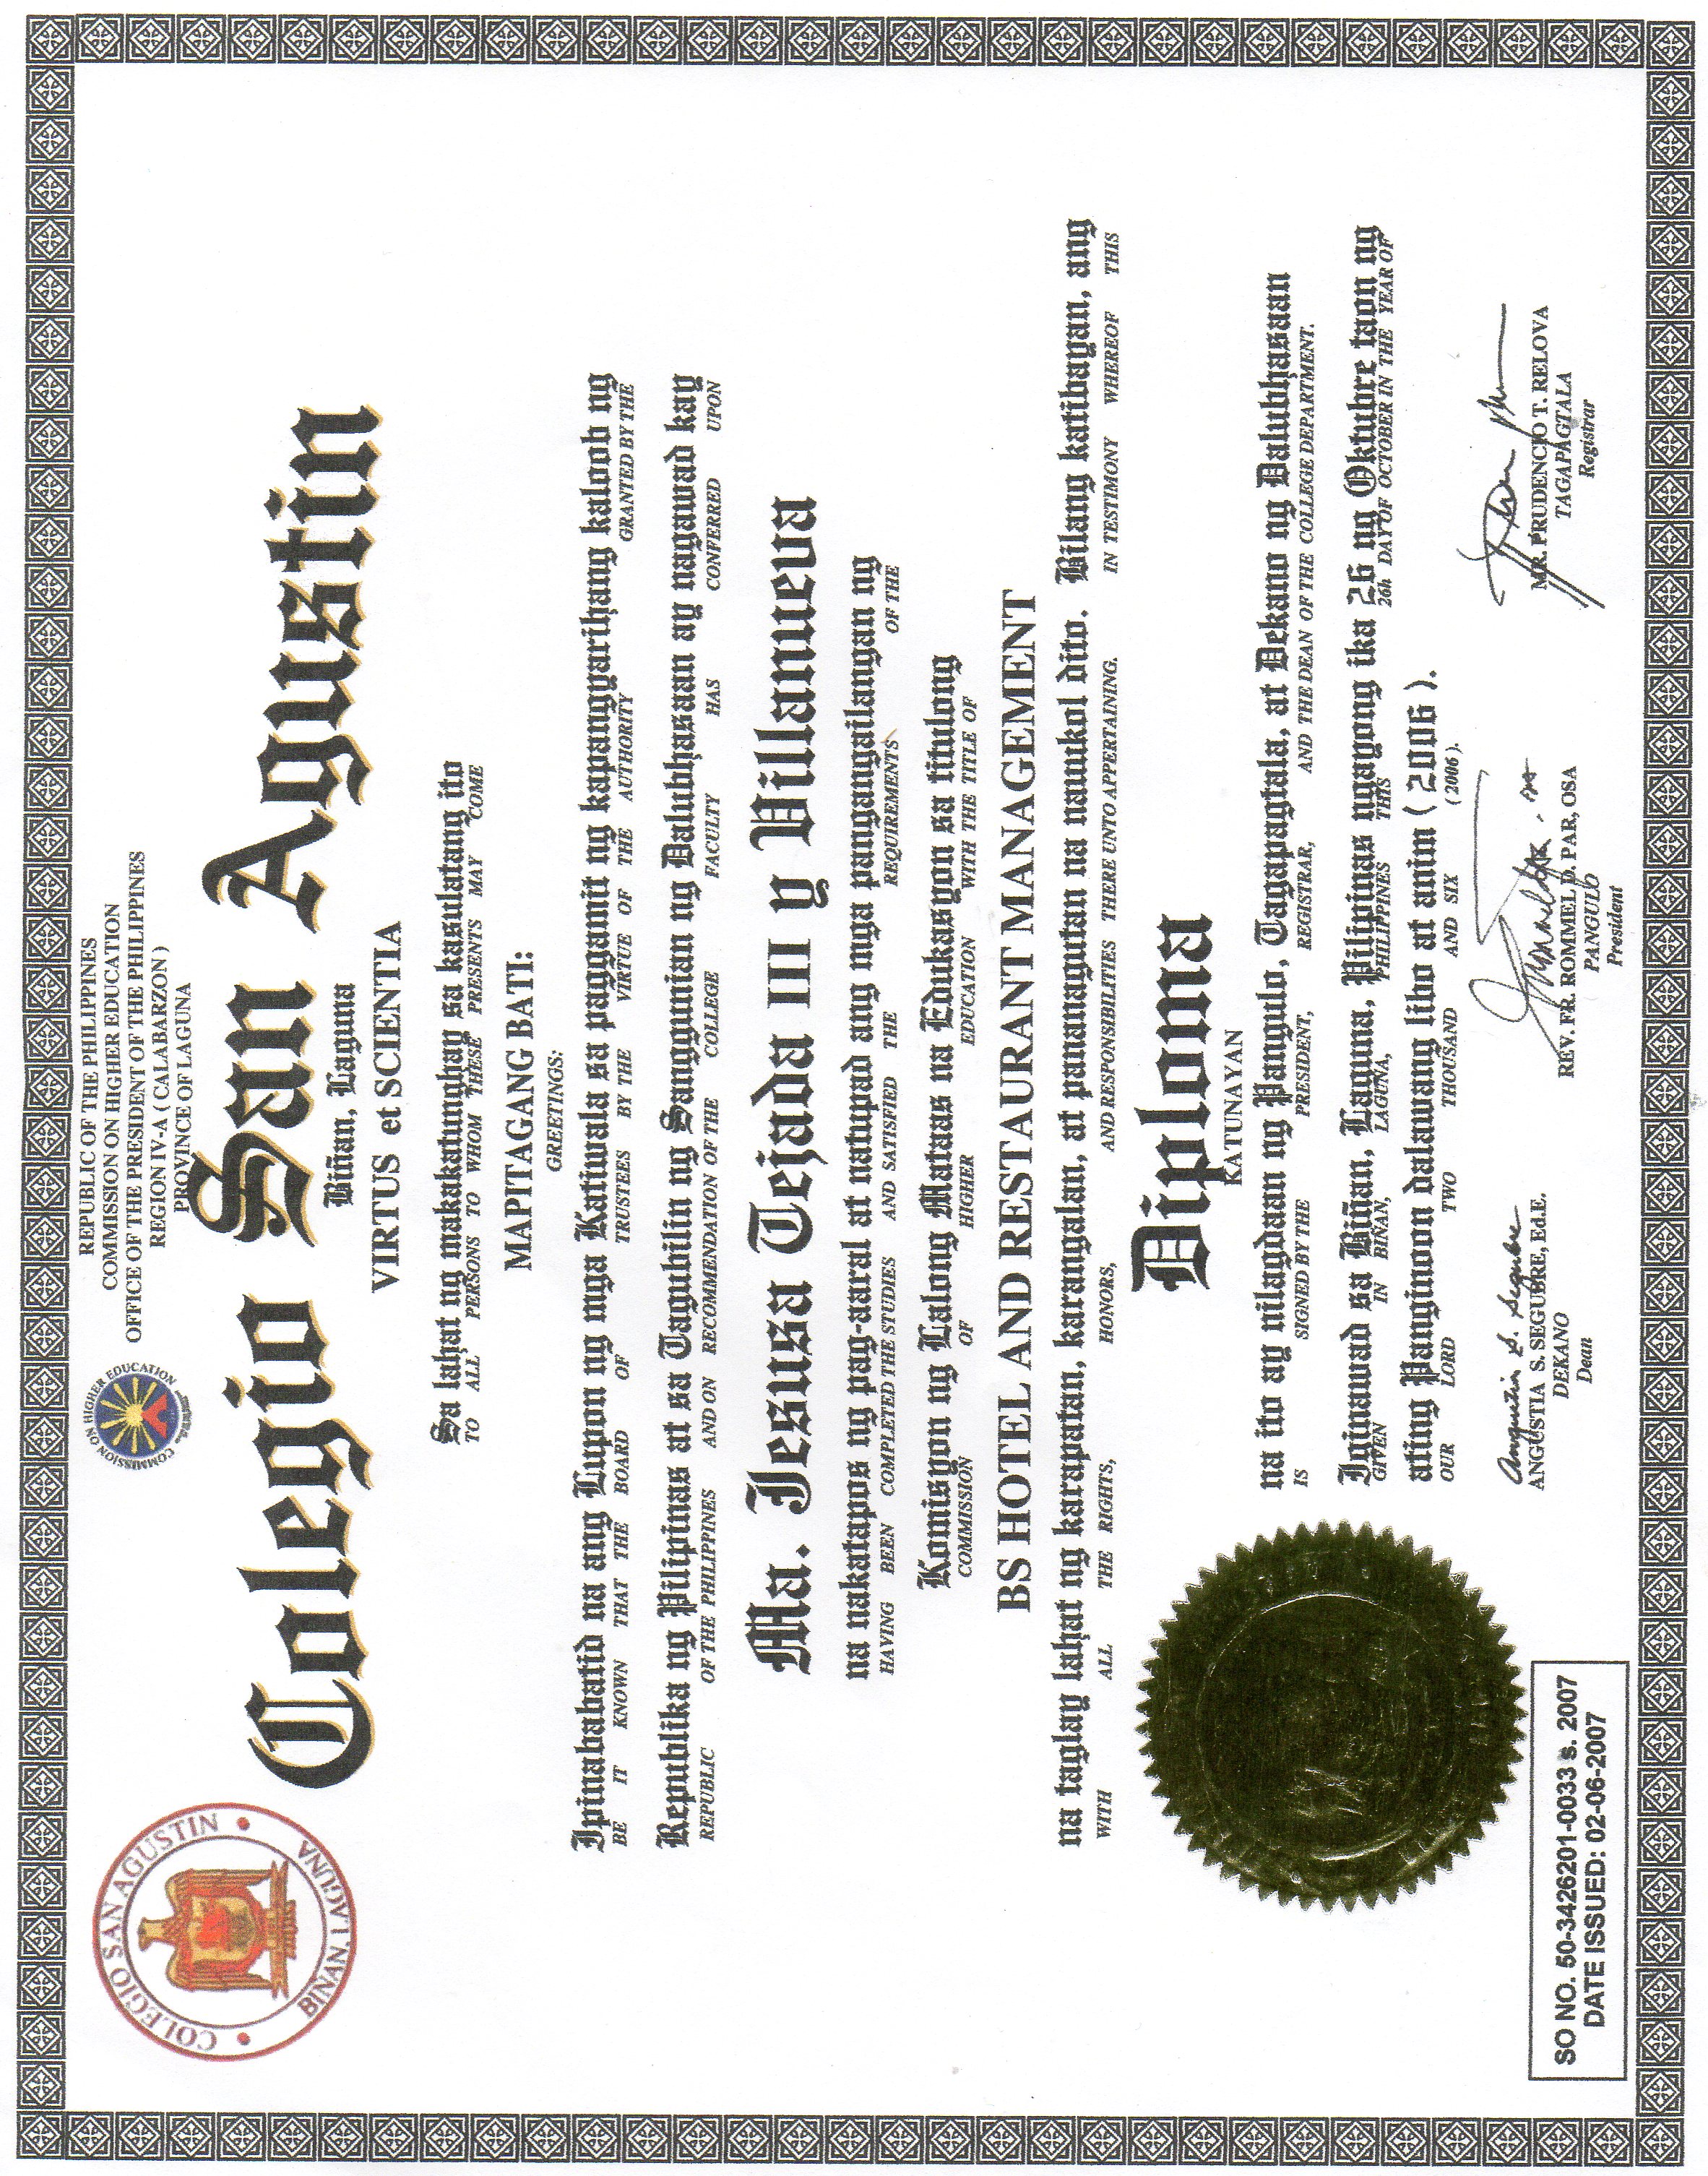 COLEGIO SAN AGUSTIN
BIÑAN, LAGUNA
COMMISSION ON HIGHER EDUCATION
REPUBLIC OF THE PHILIPPINES
COMMISSION ON HIGHER EDUCATION
OFFICE OF THE PRESIDENT OF THE PHILIPPINES
REGION IV-A ( CALABARZON )
PROVINCE OF LAGUNA
Colegio San Agustin
Biñan, Laguna
VIRTUS et SCIENTIA
Sa lahat ng makakatunghay sa kasulatang ito
TO ALL PERSONS TO WHOM THESE PRESENTS MAY COME
MAPITAGANG BATI:
GREETINGS:
Ipinababatid na ang Lupon ng mga Katiwala sa paggamit ng kapangyarihang kaloob ng
BE IT KNOWN THAT THE BOARD OF TRUSTEES BY THE VIRTUE OF THE AUTHORITY GRANTED BY THE
Republika ng Pilipinas at sa Tagubilin ng Sanggunian ng Dalubhasaan ay nagawad kay
REPUBLIC OF THE PHILIPPINES AND ON RECOMMENDATION OF THE COLLEGE FACULTY HAS CONFERRED UPON
Ma. Jesusa Tejada III y Villanueva
na nakatapos ng pag-aaral at natupad ang mga pangangailangan ng
HAVING BEEN COMPLETED THE STUDIES AND SATISFIED THE REQUIREMENTS OF THE
Komisyon ng Lalong Mataas na Edukasyon sa titulong
COMMISSION OF HIGHER EDUCATION WITH THE TITLE OF
BS HOTEL AND RESTAURANT MANAGEMENT
na taglay lahat ng karapatan, karangalan, at pananagutan na nauukol dito. Bilang katibayan, ang
WITH ALL THE RIGHTS, HONORS, AND RESPONSIBILITIES THERE UNTO APPERTAINING. IN TESTIMONY WHEREOF THIS
Diploma
KATUNAYAN
na ito ay nilagdaan ng Pangulo, Tagapagtala, at Dekano ng Dalubhasaan
IS SIGNED BY THE PRESIDENT, REGISTRAR, AND THE DEAN OF THE COLLEGE DEPARTMENT.
Iginawad sa Biñan, Laguna, Pilipinas ngayong ika 26 ng Oktubre taon ng
GIVEN IN BINAN, LAGUNA, PHILIPPINES THIS 26h DAY OF OCTOBER IN THE YEAR OF
ating Panginoon dalawang libo at anim ( 2006 ).
OUR LORD TWO THOUSAND AND SIX ( 2006 ).
Angustia S. Segubre
ANGUSTIA S. SEGUBRE, Ed.E.
DEKANO
Dean
REV. FR. ROMMEL D. PAR, OSA
PANGULO
President
MR. PRUDENCIO T. RELOVA
TAGAPAGTALA
Registrar
SO NO. 50-3426201-0033 s. 2007
DATE ISSUED: 02-06-2007